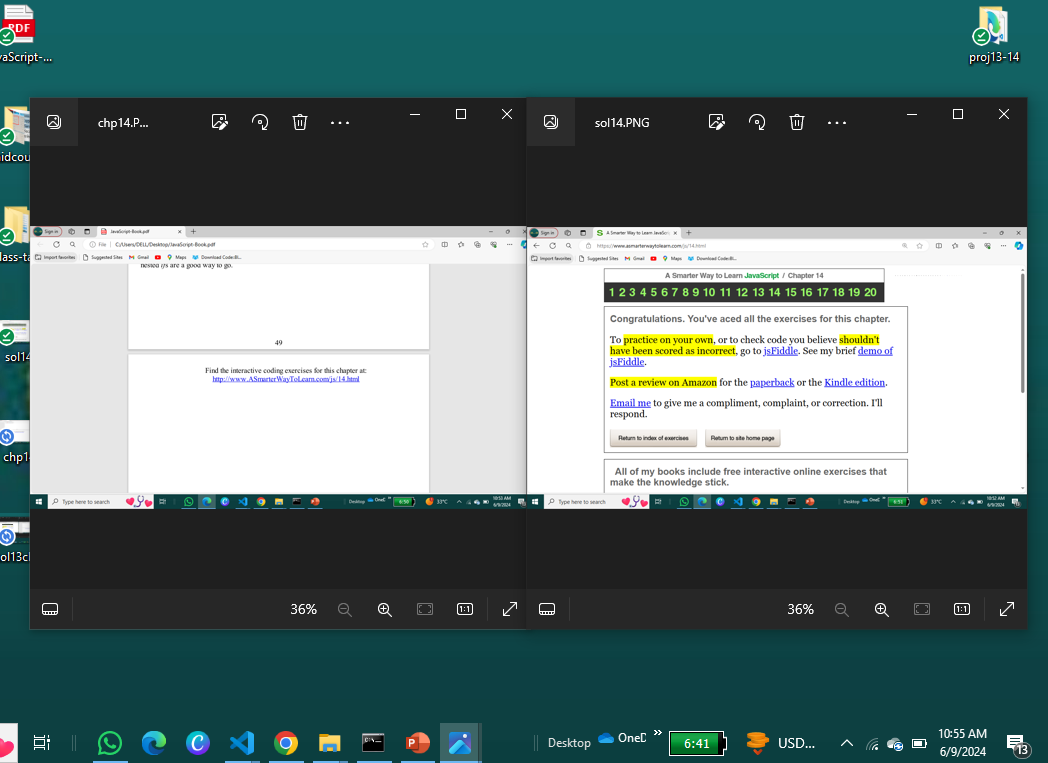 PDF
vaScript-...
proj13-14
idcou
lass-ta
sol14
chp14
ol13cl
chp14.P...
sol14.PNG
Sign in
JavaScript-Book.pdf
File
C:/Users/DELL/Desktop/JavaScript-Book.pdf
Import favorites
Suggested Sites
Gmail
Maps
Download CodeBl...
nested ifs are a good way to go.
49
Find the interactive coding exercises for this chapter at:
http://www.ASmarterWayToLearn.com/js/14.html
Type here to search
Desktop
OneD
6:39
33°C
10:53 AM
6/9/2024
Sign in
A Smarter Way to Learn JavaScri
https://www.asmarterwaytolearn.com/js/14.html
Import favorites
Suggested Sites
Gmail
Maps
Download CodeBl...
A Smarter Way to Learn JavaScript / Chapter 14
1 2 3 4 5 6 7 8 9 10 11 12 13 14 15 16 17 18 19 20
Congratulations. You've aced all the exercises for this chapter.
To practice on your own, or to check code you believe shouldn't
have been scored as incorrect, go to jsFiddle. See my brief demo of
jsFiddle.
Post a review on Amazon for the paperback or the Kindle edition.
Email me to give me a compliment, complaint, or correction. I'll
respond.
Return to index of exercises
Return to site home page
All of my books include free interactive online exercises that
make the knowledge stick.
Type here to search
Desktop
OneD
33°C
10:52 AM
6/9/2024
36%
1:1
36%
1:1
Desktop
OneD
6:41
USD...
10:55 AM
6/9/2024
13